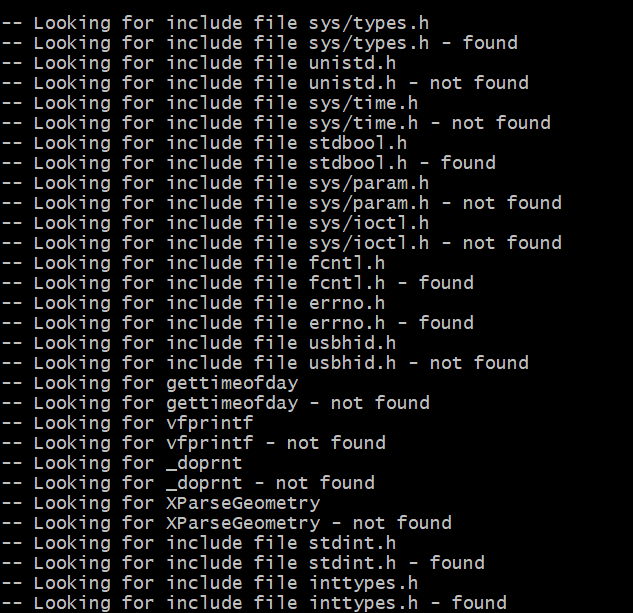 -- Looking for include file sys/types.h
-- Looking for include file sys/types.h - found
-- Looking for include file unistd.h
-- Looking for include file unistd.h - not found
-- Looking for include file sys/time.h
-- Looking for include file sys/time.h - not found
-- Looking for include file stdbool.h
-- Looking for include file stdbool.h - found
-- Looking for include file sys/param.h
-- Looking for include file sys/param.h - not found
-- Looking for include file sys/ioctl.h
-- Looking for include file sys/ioctl.h - not found
-- Looking for include file fcntl.h
-- Looking for include file fcntl.h - found
-- Looking for include file errno.h
-- Looking for include file errno.h - found
-- Looking for include file usbhid.h
-- Looking for include file usbhid.h - not found
-- Looking for gettimeofday
-- Looking for gettimeofday - not found
-- Looking for vfprintf
-- Looking for vfprintf - not found
-- Looking for _doprnt
-- Looking for _doprnt - not found
-- Looking for XParseGeometry
-- Looking for XParseGeometry - not found
-- Looking for include file stdint.h
-- Looking for include file stdint.h - found
-- Looking for include file inttypes.h
-- Looking for include file inttypes.h - found